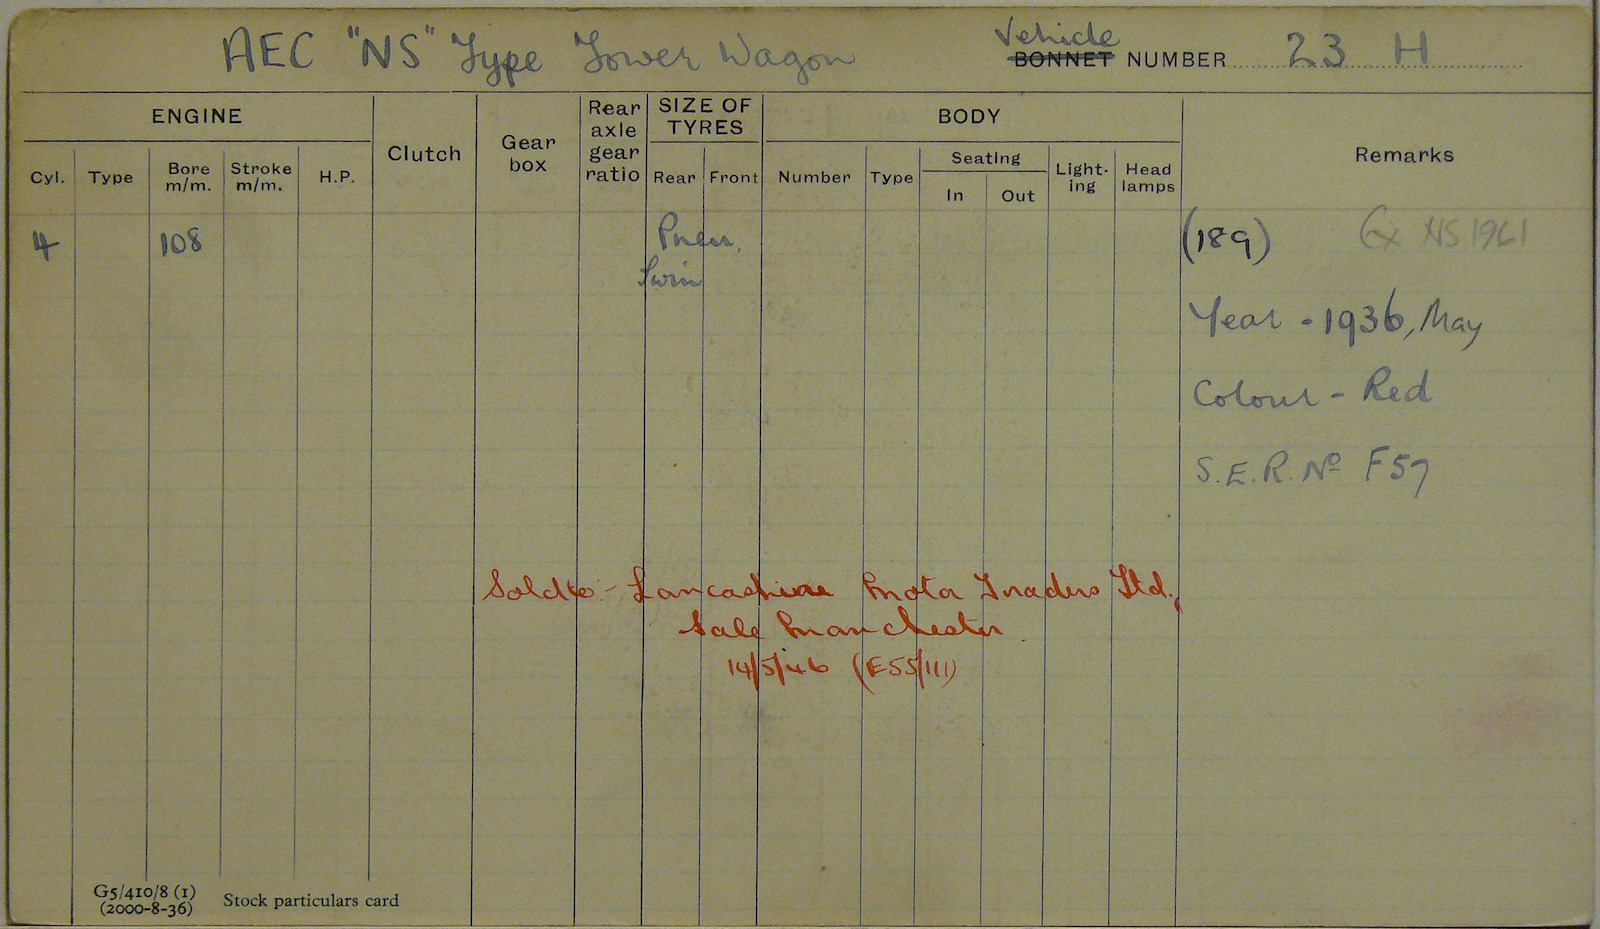 AEC "NS" Type Tower Wagon
Vehicle
BONNET NUMBER 23 H
ENGINE
Clutch
Gear box
Rear axle gear ratio
SIZE OF TYRES
BODY
Remarks
Cyl. Type Bore m/m. Stroke m/m. H.P.
Rear Front
Number Type
Seating
In Out
Light-ing
Head lamps
4 108 Pneu.
Twin
(189) Ex NS 1961
Year - 1936, May
Colour - Red
S.E.R. Nº F57
Sold to:- Lancashire Motor Traders Ltd.,
Sale Manchester
14/5/46 (E55/111)
G5/410/8 (1)
(2000-8-36)
Stock particulars card